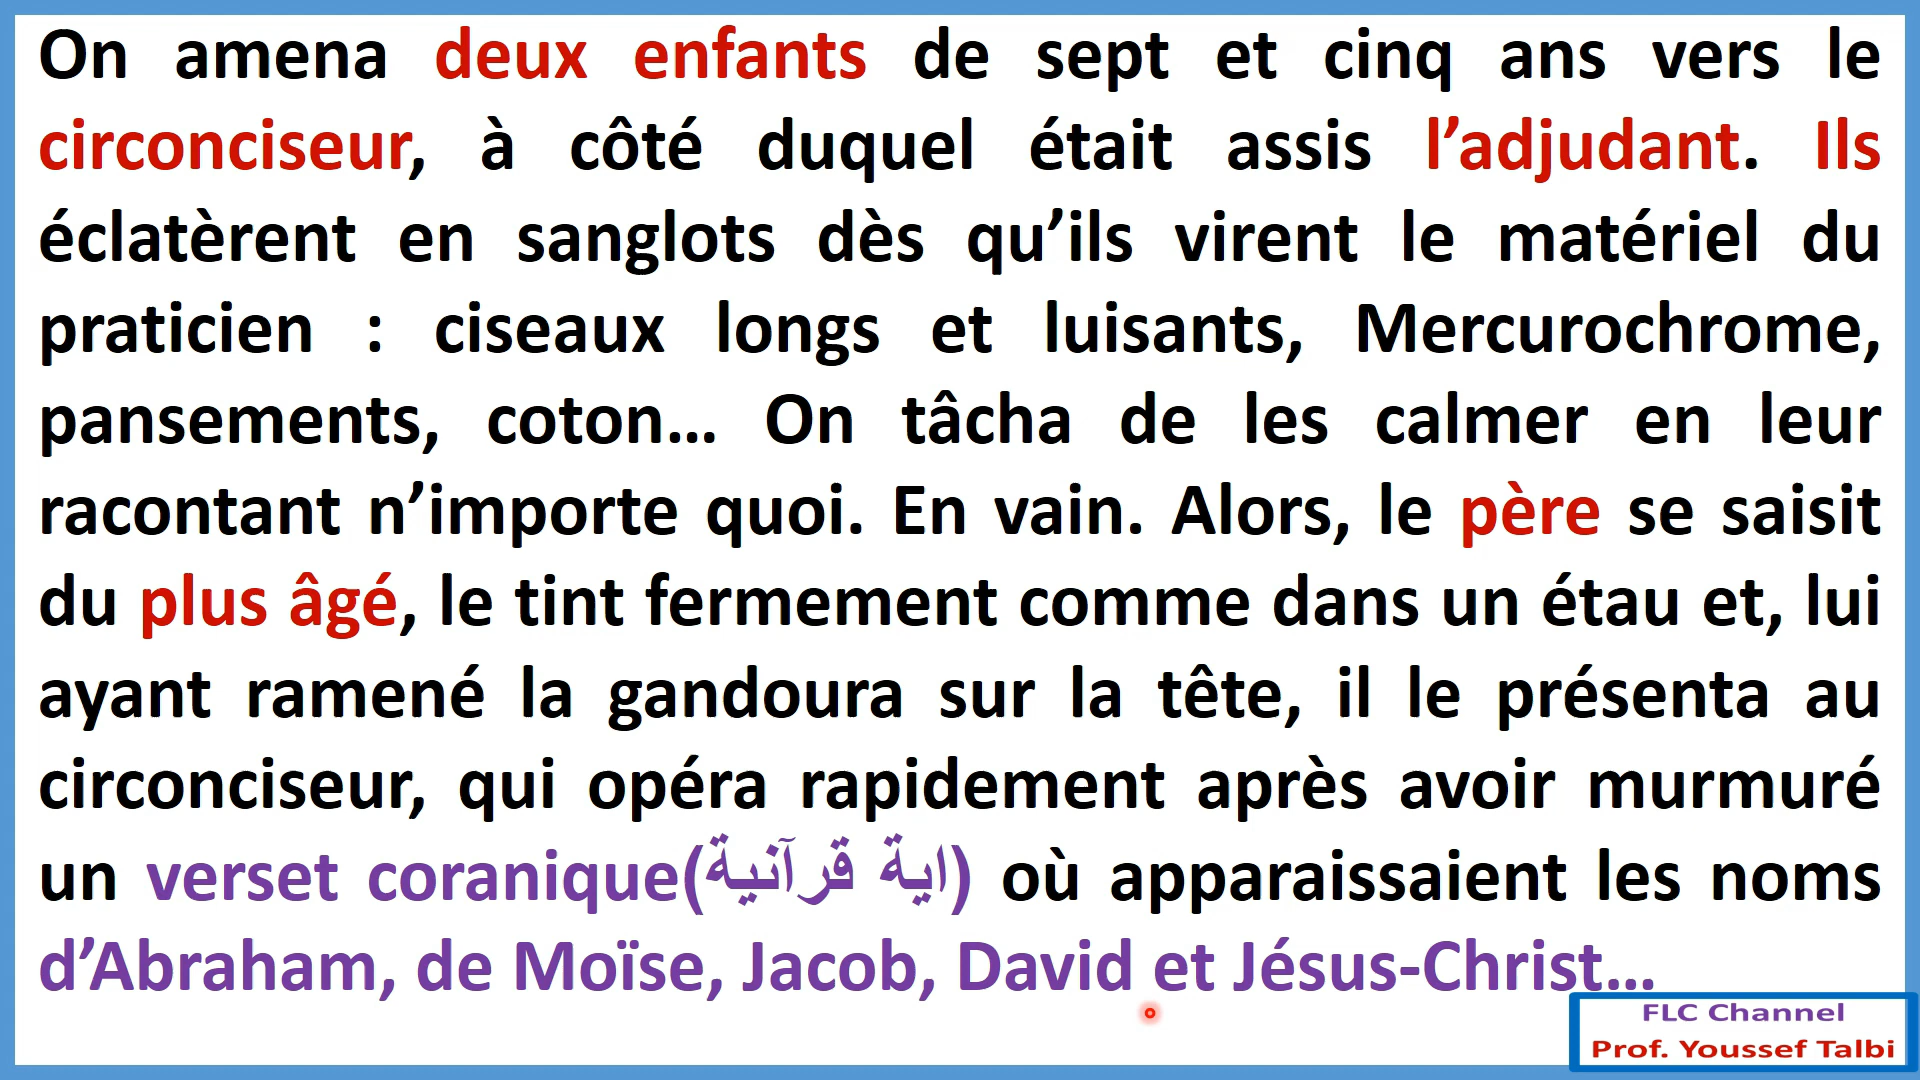 On amena deux enfants de sept et cinq ans vers le
circonciseur, à côté duquel était assis l’adjudant. Ils
éclatèrent en sanglots dès qu’ils virent le matériel du
praticien : ciseaux longs et luisants, Mercurochrome,
pansements, coton... On tâcha de les calmer en leur
racontant n’importe quoi. En vain. Alors, le père se saisit
du plus âgé, le tint fermement comme dans un étau et, lui
ayant ramené la gandoura sur la tête, il le présenta au
circonciseur, qui opéra rapidement après avoir murmuré
un verset coranique(اية قرآنية) où apparaissaient les noms
d’Abraham, de Moïse, Jacob, David et Jésus-Christ...
FLC Channel
Prof. Youssef Talbi